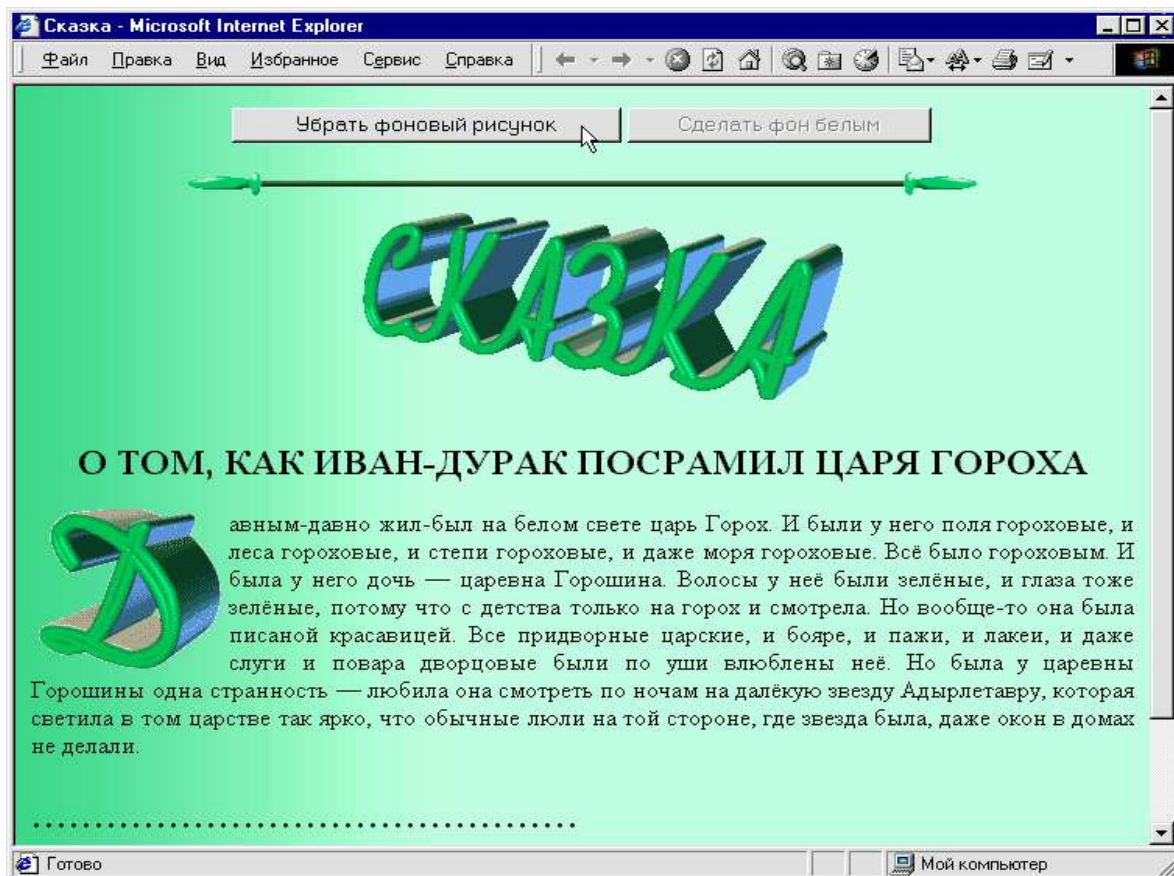 Сказка - Microsoft Internet Explorer
Файл Правка Вид Избранное Сервис Справка
Убрать фоновый рисунок Сделать фон белым
СКАЗКА
О ТОМ, КАК ИВАН-ДУРАК ПОСРАМИЛ ЦАРЯ ГОРОХА
Давным-давно жил-был на белом свете царь Горох. И были у него поля гороховые, и
леса гороховые, и степи гороховые, и даже моря гороховые. Всё было гороховым. И
была у него дочь — царевна Горошина. Волосы у неё были зелёные, и глаза тоже
зелёные, потому что с детства только на горох и смотрела. Но вообще-то она была
писаной красавицей. Все придворные царские, и бояре, и пажи, и лакеи, и даже
слуги и повара дворцовые были по уши влюблены неё. Но была у царевны
Горошины одна странность — любила она смотреть по ночам на далёкую звезду Адырлетавру, которая
светила в том царстве так ярко, что обычные люли на той стороне, где звезда была, даже окон в домах
не делали.
............................................
Готово Мой компьютер